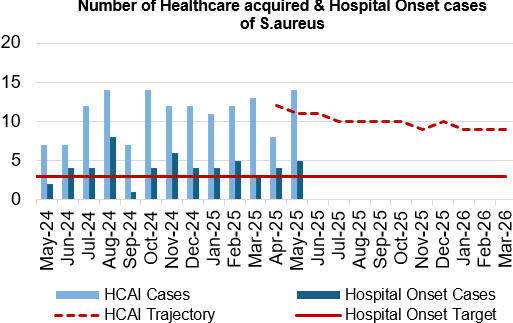 Number of Healthcare acquired & Hospital Onset cases
of S.aureus
20
15
10
5
0
May-24
Jun-24
Jul-24
Aug-24
Sep-24
Oct-24
Nov-24
Dec-24
Jan-25
Feb-25
Mar-25
Apr-25
May-25
Jun-25
Jul-25
Aug-25
Sep-25
Oct-25
Nov-26
Dec-25
Jan-26
Feb-26
Mar-26
HCAI Cases
Hospital Onset Cases
HCAI Trajectory
Hospital Onset Target